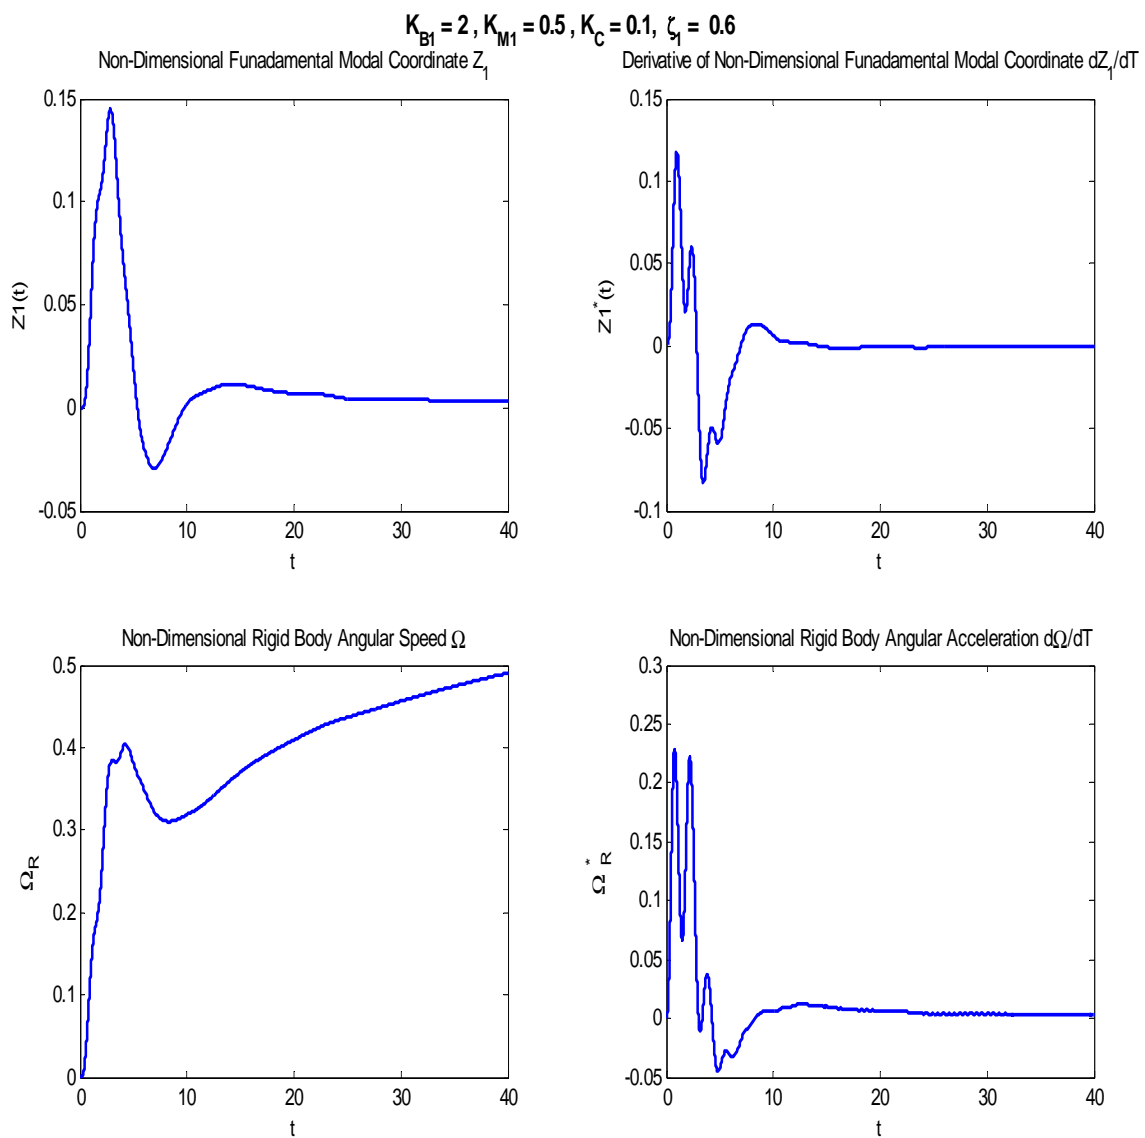 K_B1 = 2 , K_M1 = 0.5 , K_C = 0.1, ζ_1 = 0.6
Non-Dimensional Funadamental Modal Coordinate Z_1
0.15
0.1
0.05
0
-0.05
Z1(t)
0 10 20 30 40
t
Derivative of Non-Dimensional Funadamental Modal Coordinate dZ_1/dT
0.15
0.1
0.05
0
-0.05
-0.1
Z1^*(t)
0 10 20 30 40
t
Non-Dimensional Rigid Body Angular Speed Ω
0.5
0.4
0.3
0.2
0.1
0
Ω_R
0 10 20 30 40
t
Non-Dimensional Rigid Body Angular Acceleration dΩ/dT
0.3
0.25
0.2
0.15
0.1
0.05
0
-0.05
Ω^*_R
0 10 20 30 40
t